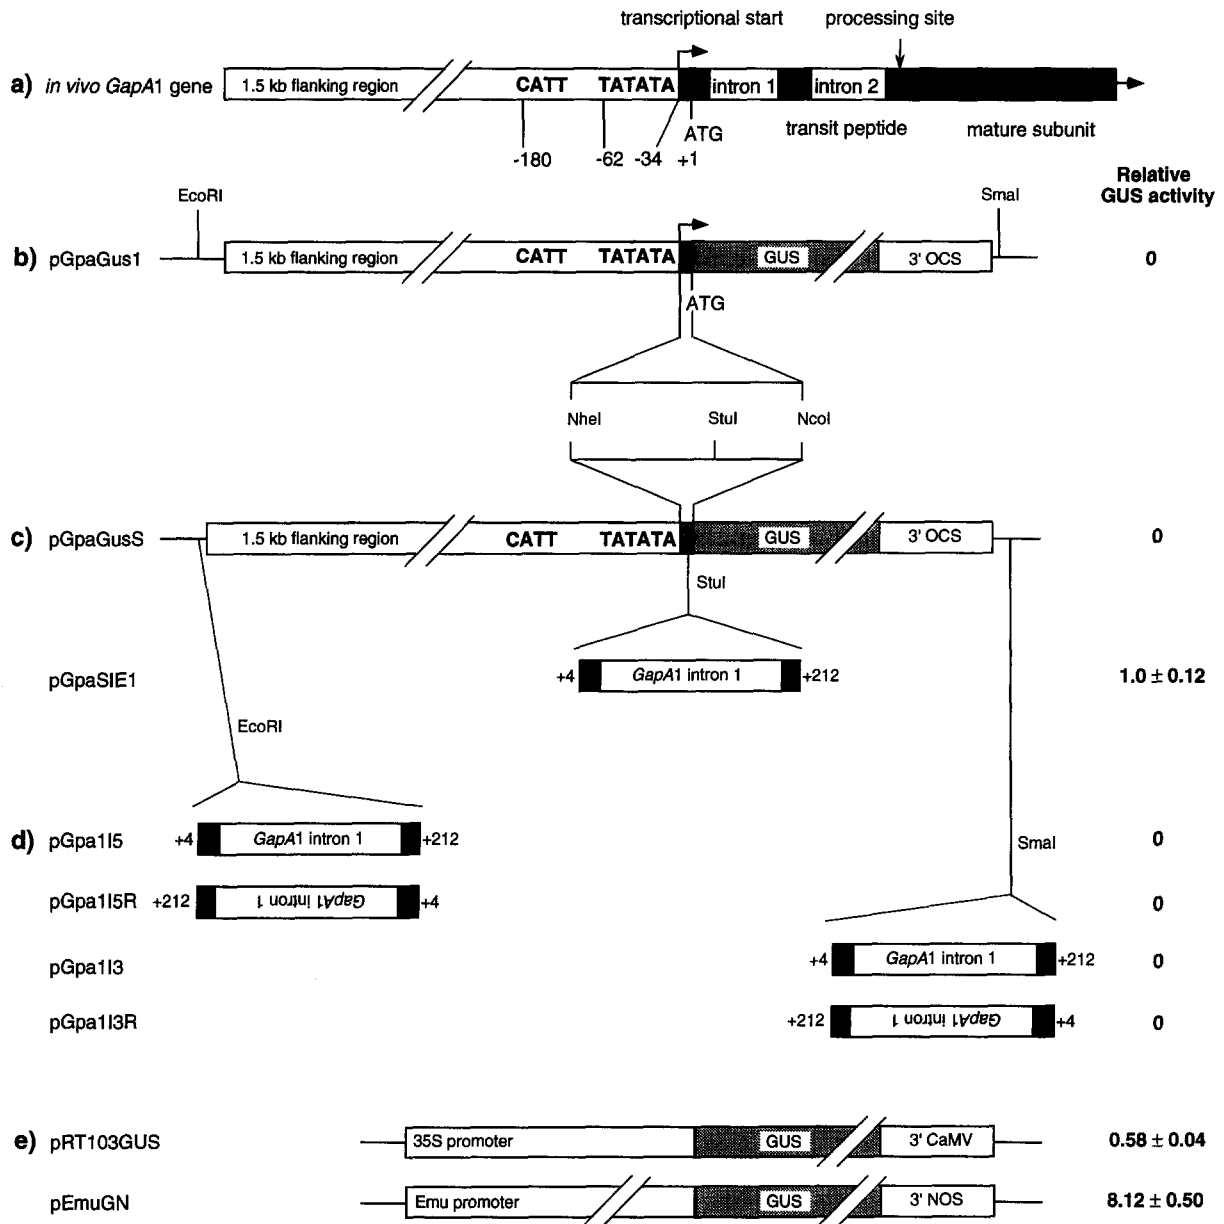 transcriptional start processing site
a) in vivo GapA1 gene 1.5 kb flanking region CATT TATATA intron 1 intron 2
ATG transit peptide mature subunit
-180 -62 -34 +1
Relative
GUS activity
EcoRI SmaI
b) pGpaGus1 1.5 kb flanking region CATT TATATA GUS 3' OCS 0
ATG
NheI StuI NcoI
c) pGpaGusS 1.5 kb flanking region CATT TATATA GUS 3' OCS 0
StuI
pGpaSIE1 +4 GapA1 intron 1 +212 1.0 ± 0.12
EcoRI
d) pGpa1I5 +4 GapA1 intron 1 +212 0
SmaI
pGpa1I5R +212 GapA1 intron 1 +4 0
pGpa1I3 +4 GapA1 intron 1 +212 0
pGpa1I3R +212 GapA1 intron 1 +4 0
e) pRT103GUS 35S promoter GUS 3' CaMV 0.58 ± 0.04
pEmuGN Emu promoter GUS 3' NOS 8.12 ± 0.50